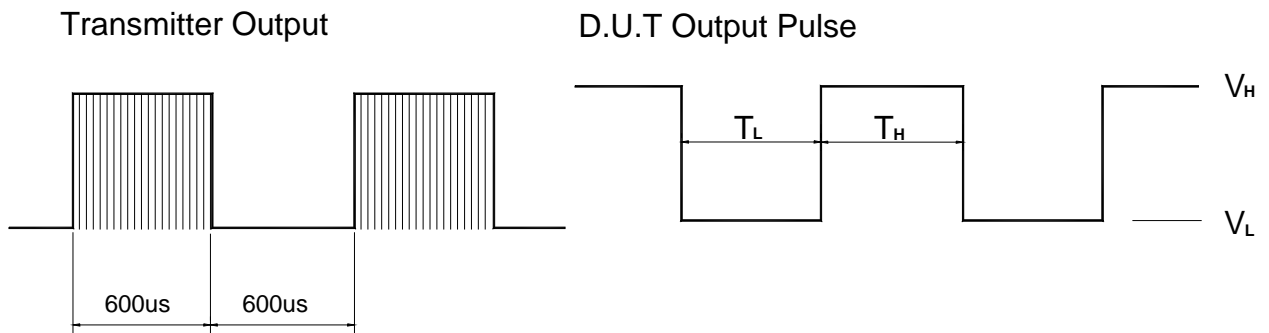 Transmitter Output
D.U.T Output Pulse
VH
TL
TH
VL
600us
600us